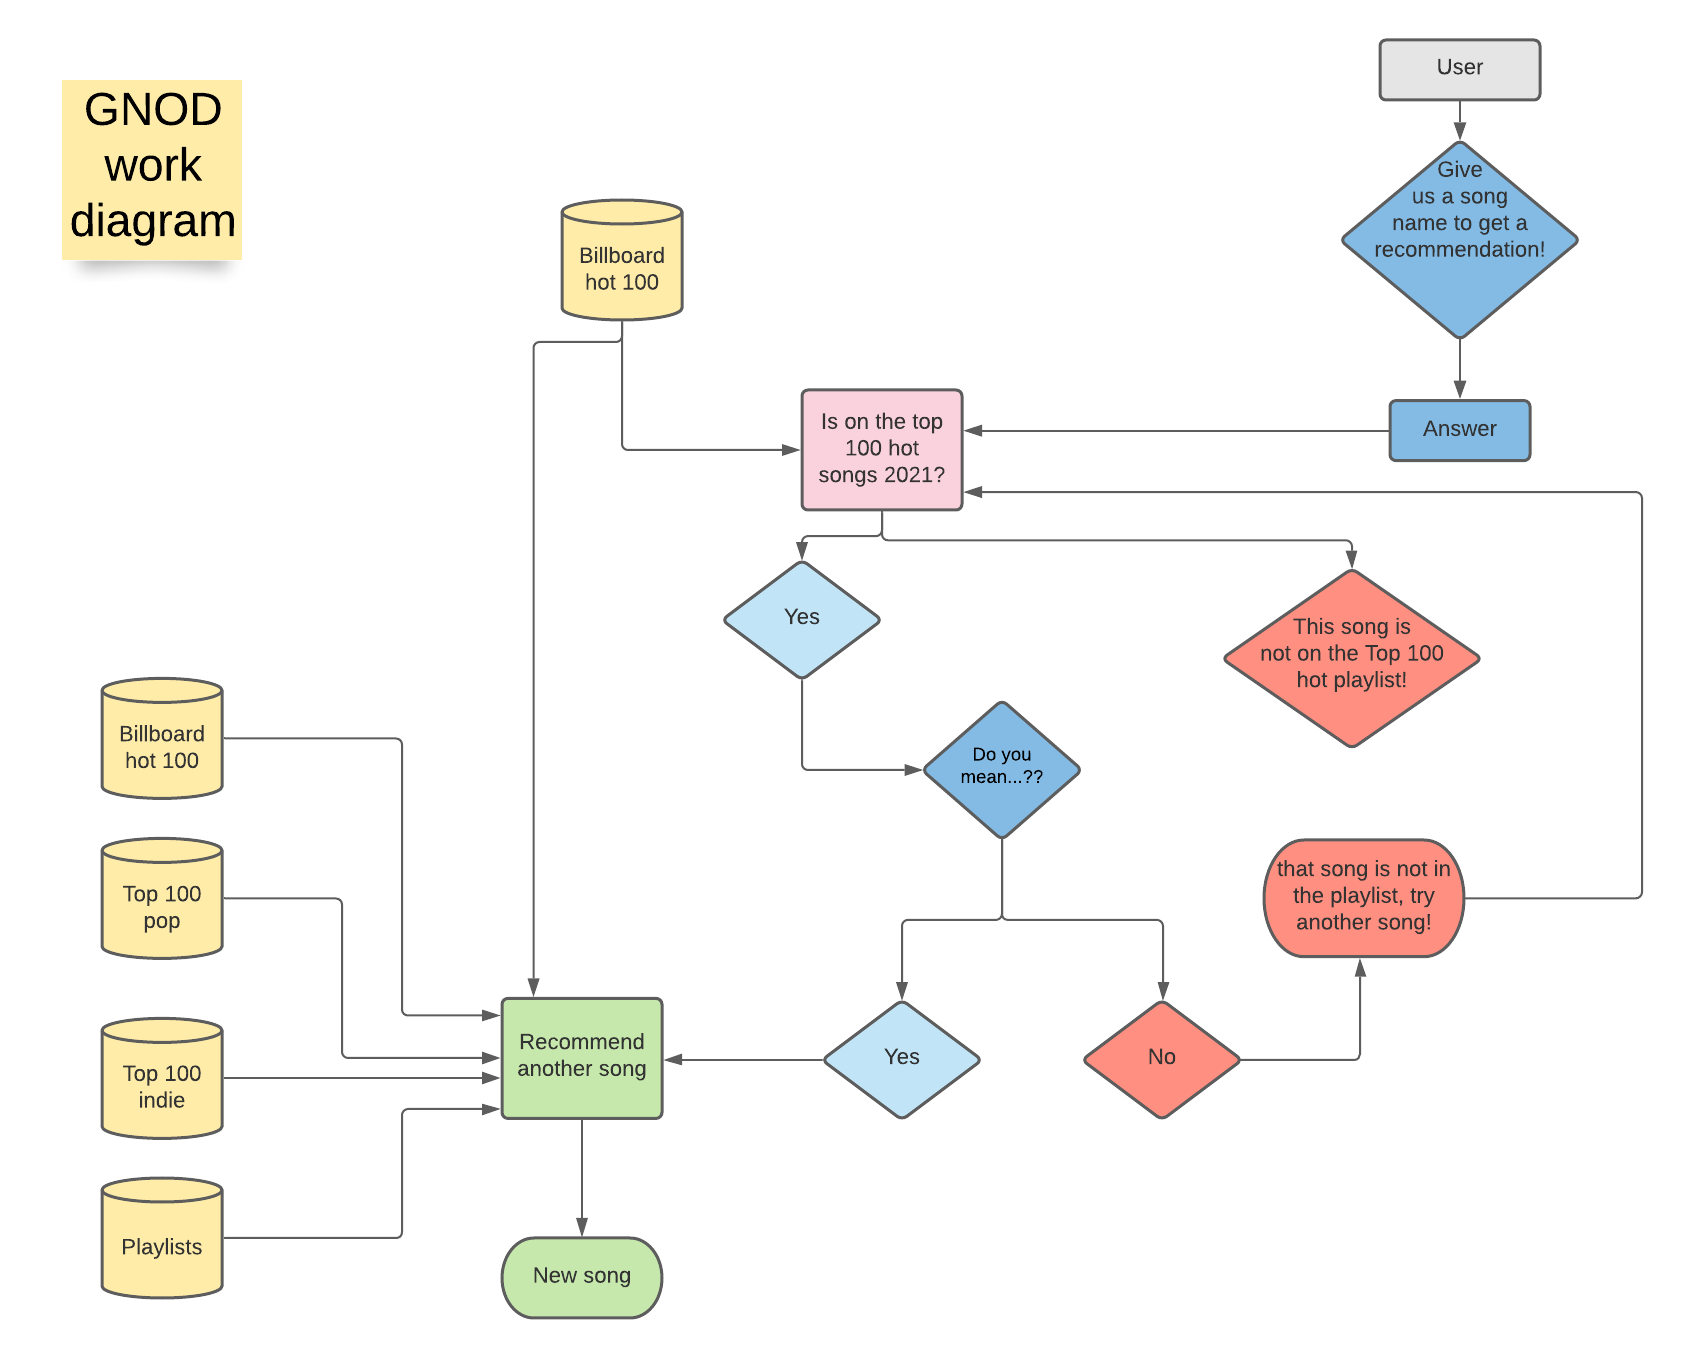 GNOD
work
diagram
User
Give
us a song
name to get a
recommendation!
Billboard
hot 100
Is on the top
100 hot
songs 2021?
Answer
Yes
This song is
not on the Top 100
hot playlist!
Do you
mean...??
Billboard
hot 100
Top 100
pop
that song is not in
the playlist, try
another song!
Recommend
another song
Yes
No
Top 100
indie
Playlists
New song